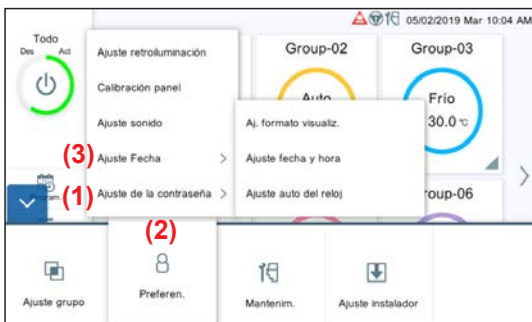 05/02/2019 Mar 10:04 AM
Todo
Des Act
Group-02
Group-03
Auto
Frío
30.0 ℃
Ajuste retroiluminación
Calibración panel
Ajuste sonido
(3) Ajuste Fecha >
(1) Ajuste de la contraseña >
Aj. formato visualiz.
Ajuste fecha y hora
Ajuste auto del reloj
roup-06
(2)
Ajuste grupo
Preferen.
Mantenim.
Ajuste instalador